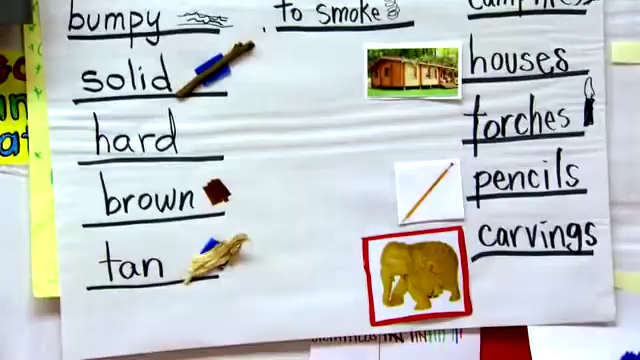 bumpy
solid
hard
brown
tan
to smoke
houses
torches
pencils
carvings